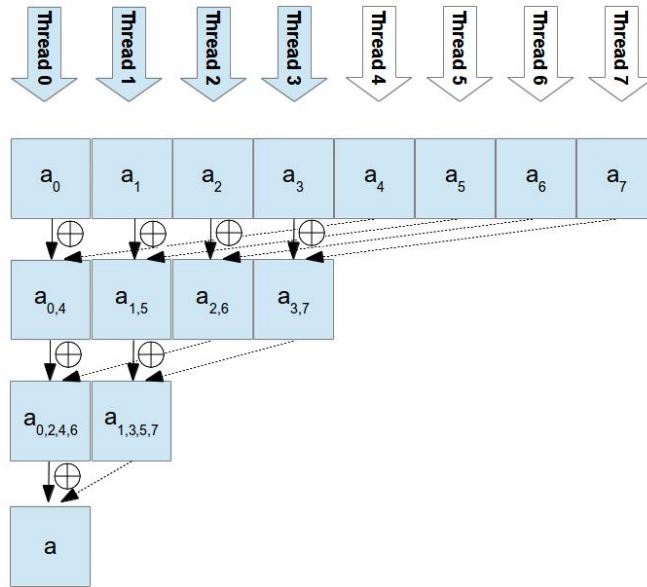 Thread 0 Thread 1 Thread 2 Thread 3 Thread 4 Thread 5 Thread 6 Thread 7
a0 a1 a2 a3 a4 a5 a6 a7
a0,4 a1,5 a2,6 a3,7
a0,2,4,6 a1,3,5,7
a